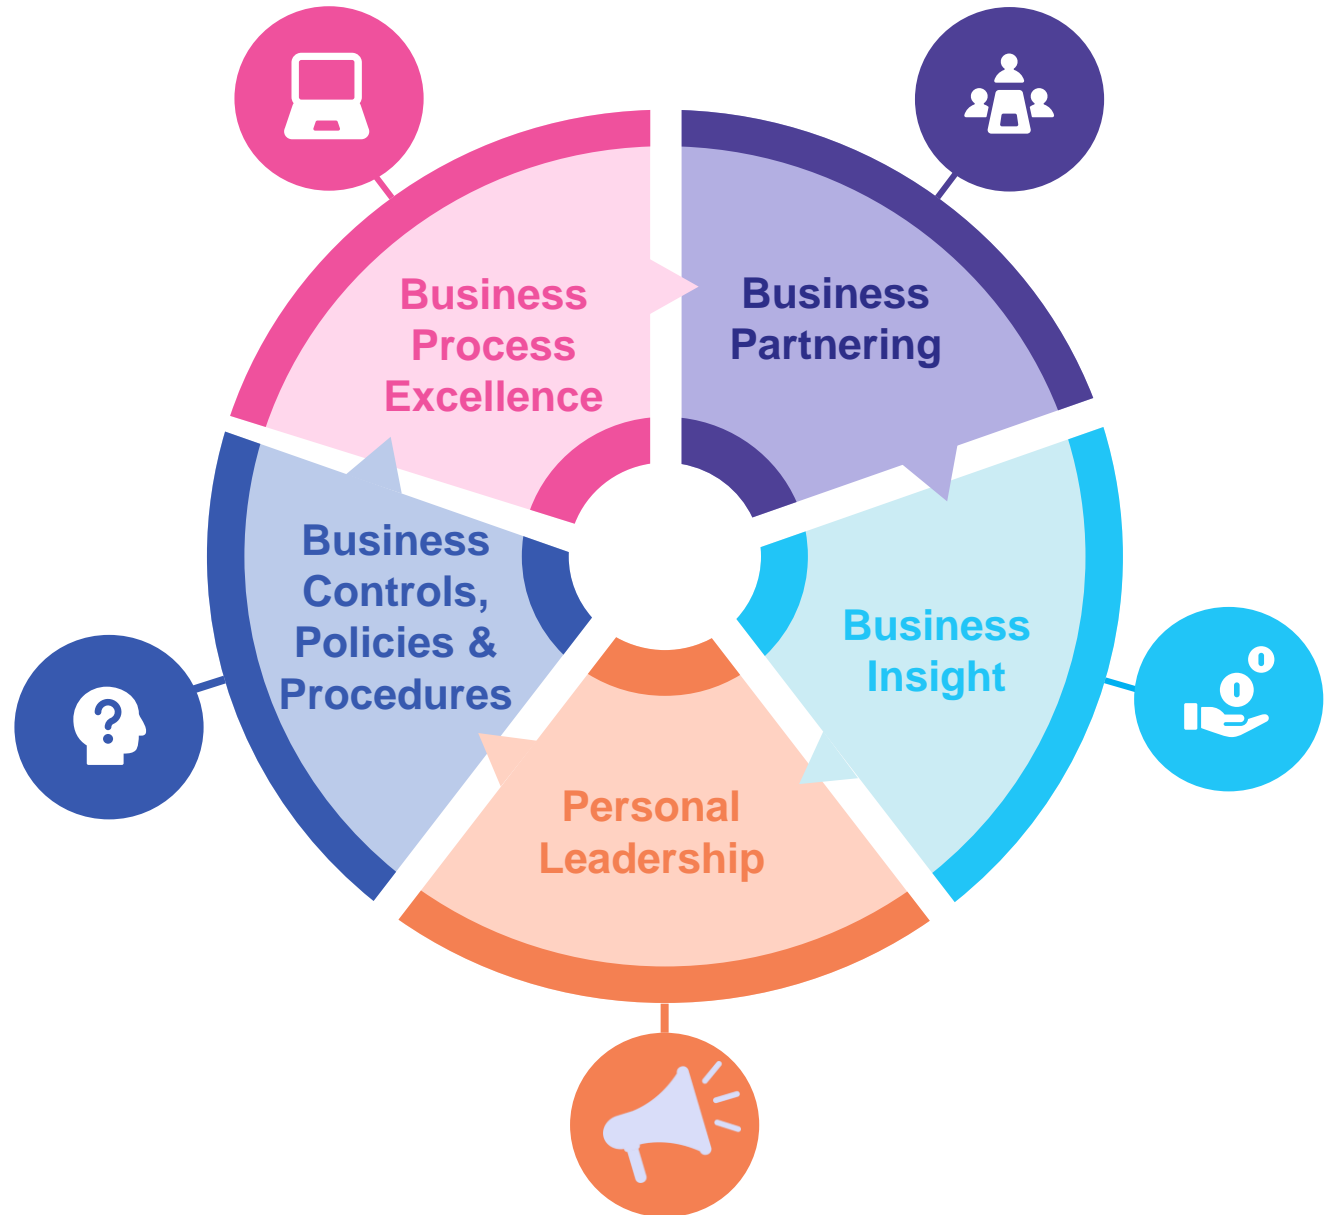 Business
Process
Excellence
Business
Partnering
Business
Controls,
Policies &
Procedures
Business
Insight
Personal
Leadership
?